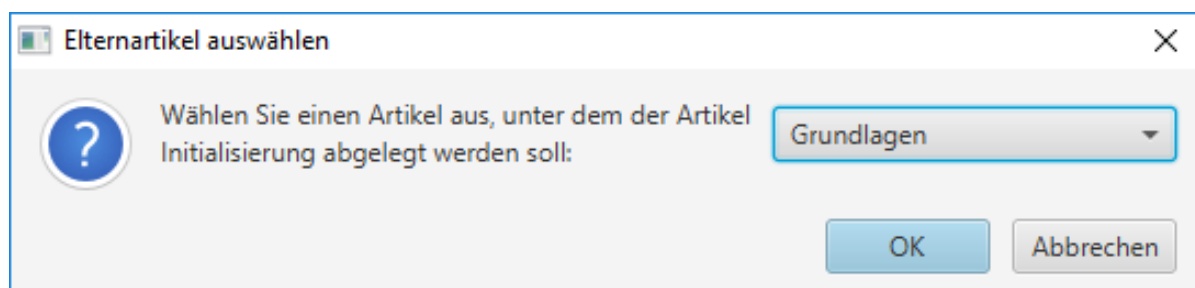 Elternartikel auswählen
?
Wählen Sie einen Artikel aus, unter dem der Artikel
Initialisierung abgelegt werden soll:
Grundlagen
OK
Abbrechen